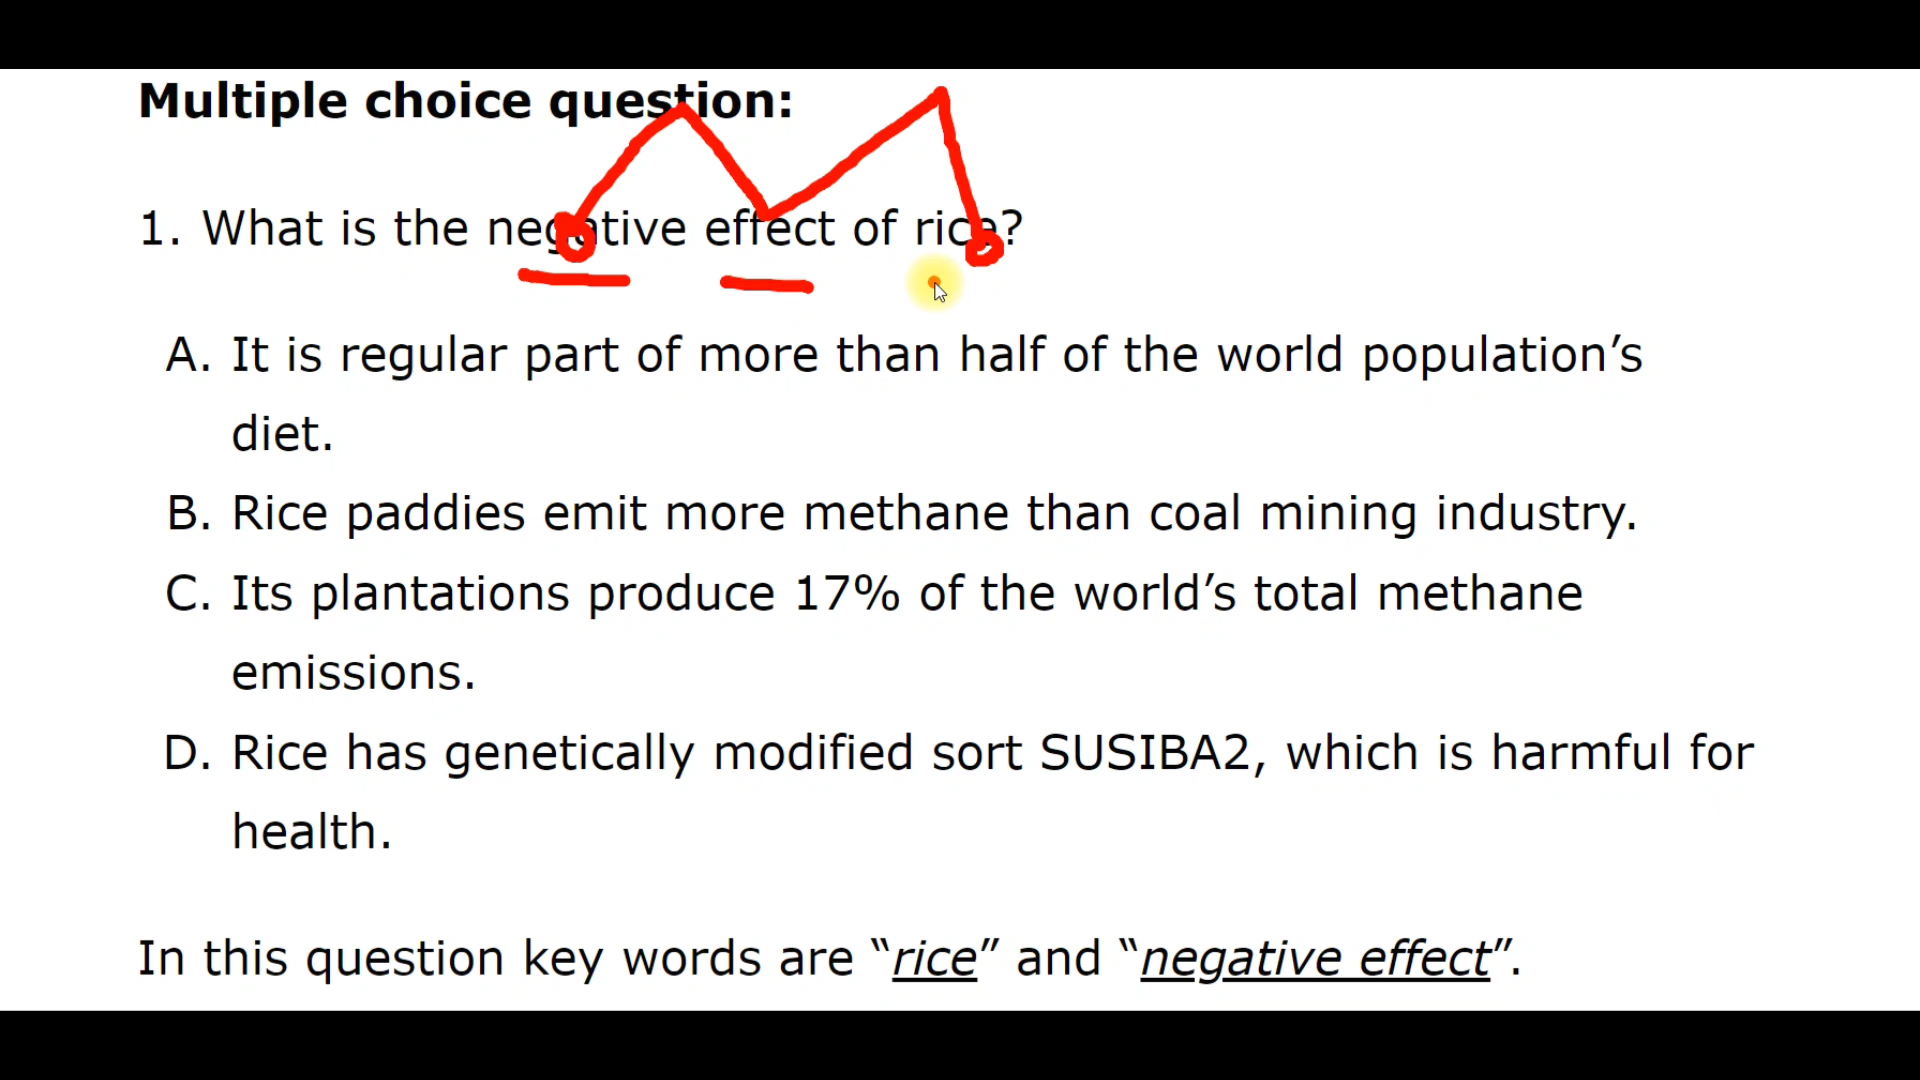 Multiple choice question:
1. What is the negative effect of rice?
A. It is regular part of more than half of the world population’s
diet.
B. Rice paddies emit more methane than coal mining industry.
C. Its plantations produce 17% of the world’s total methane
emissions.
D. Rice has genetically modified sort SUSIBA2, which is harmful for
health.
In this question key words are “rice” and “negative effect”.